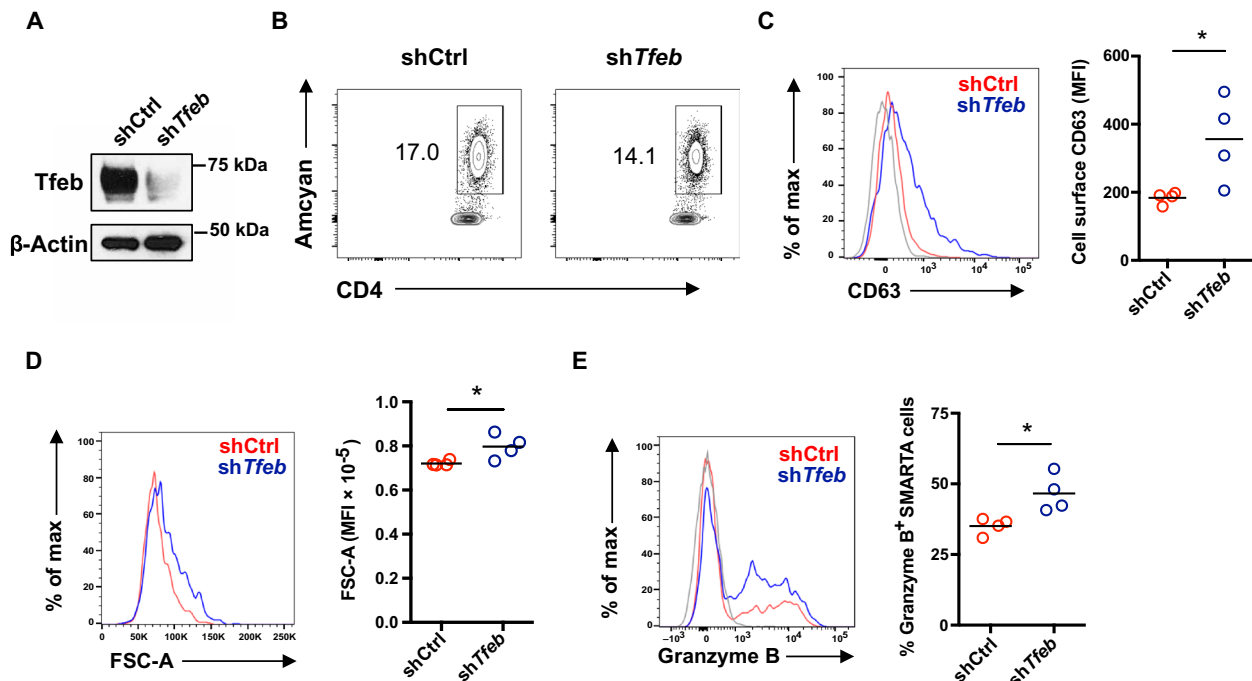 A
shCtrl
shTfeb
Tfeb
75 kDa
β-Actin
50 kDa
B
shCtrl
shTfeb
17.0
14.1
Amcyan
CD4
C
shCtrl
shTfeb
% of max
100
80
60
40
20
0
0
10³
10⁴
10⁵
CD63
*
Cell surface CD63 (MFI)
600
400
200
0
shCtrl
shTfeb
D
shCtrl
shTfeb
% of max
100
80
60
40
20
0
0
50K
100K
150K
200K
250K
FSC-A
*
FSC-A (MFI × 10⁻⁵)
1.0
0.8
0.6
0.4
0.2
0.0
shCtrl
shTfeb
E
shCtrl
shTfeb
% of max
100
80
60
40
20
0
−10³
0
10³
10⁴
10⁵
Granzyme B
*
% Granzyme B⁺ SMARTA cells
75
50
25
0
shCtrl
shTfeb